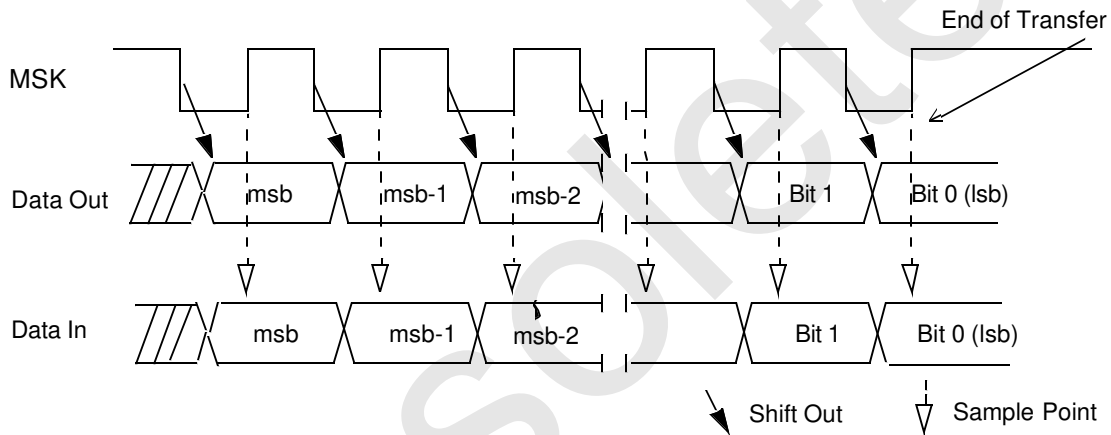 End of Transfer
MSK
Data Out
msb
msb-1
msb-2
Bit 1
Bit 0 (lsb)
Data In
msb
msb-1
msb-2
Bit 1
Bit 0 (lsb)
Shift Out
Sample Point
solete